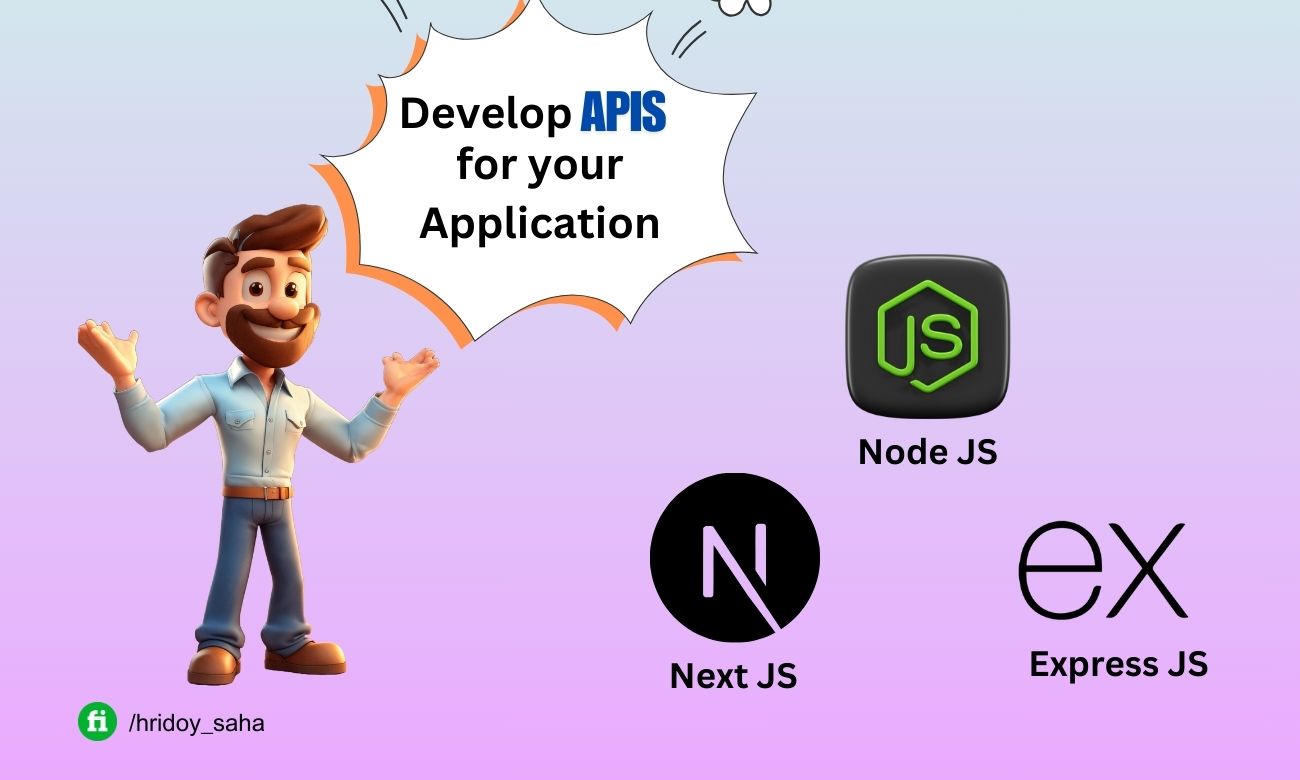 Develop APIS
for your
Application
JS
Node JS
N
Next JS
ex
Express JS
fi /hridoy_saha